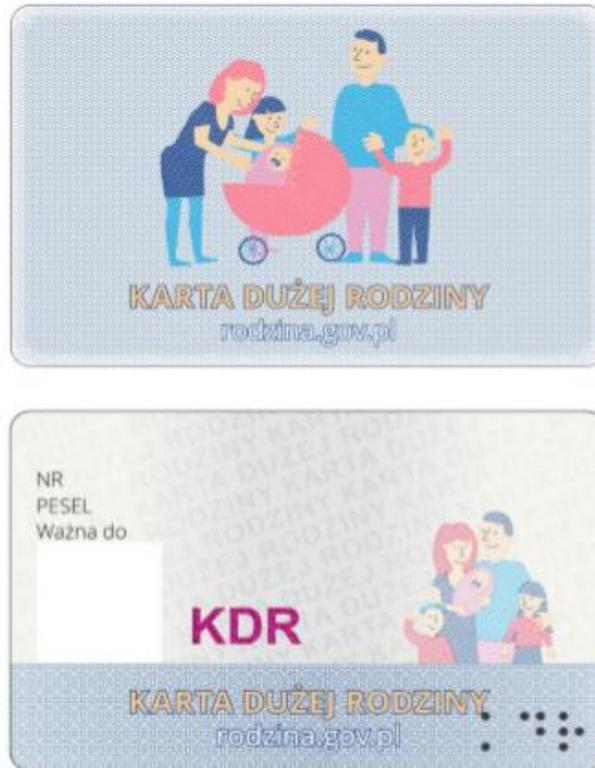 KARTA DUŻEJ RODZINY
rodzina.gov.pl
NR
PESEL
Ważna do
KDR
KARTA DUŻEJ RODZINY
rodzina.gov.pl